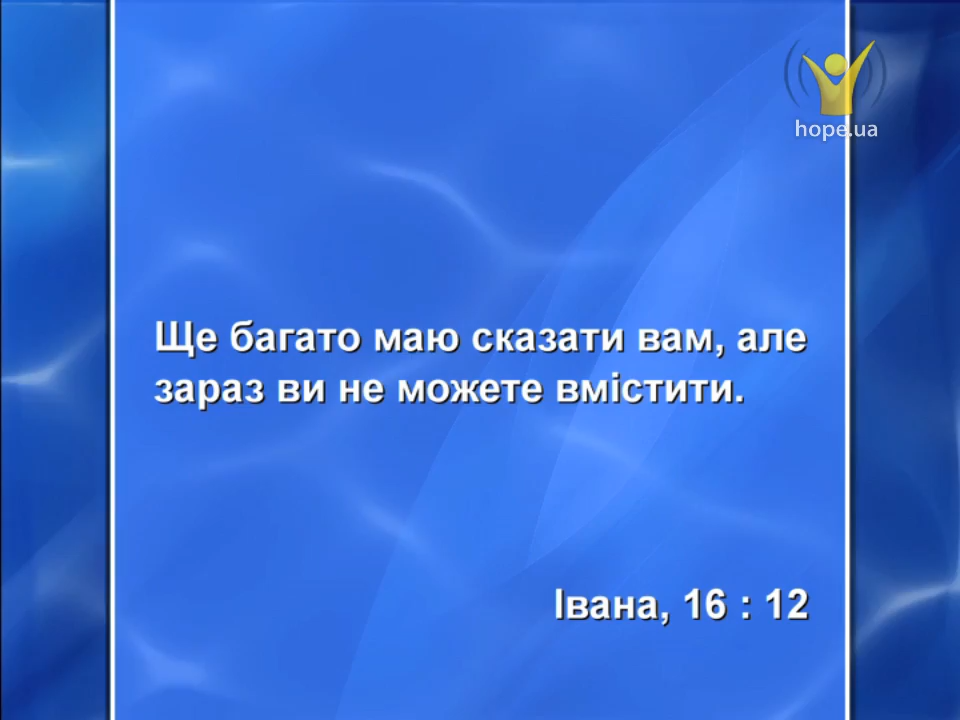 hope.ua
Ще багато маю сказати вам, але
зараз ви не можете вмістити.
Івана, 16 : 12